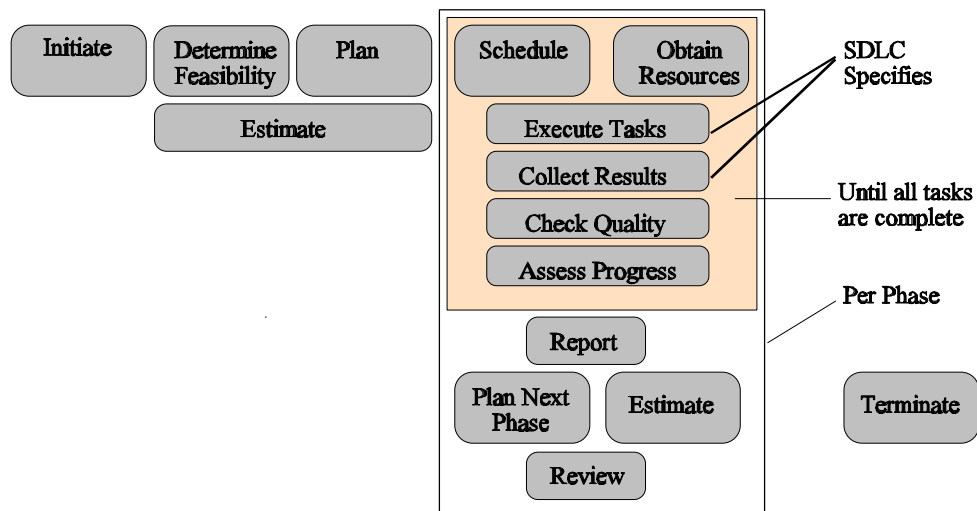 Initiate
Determine
Feasibility
Plan
Estimate
Schedule
Obtain
Resources
Execute Tasks
Collect Results
Check Quality
Assess Progress
SDLC
Specifies
Until all tasks
are complete
Per Phase
Report
Plan Next
Phase
Estimate
Terminate
Review